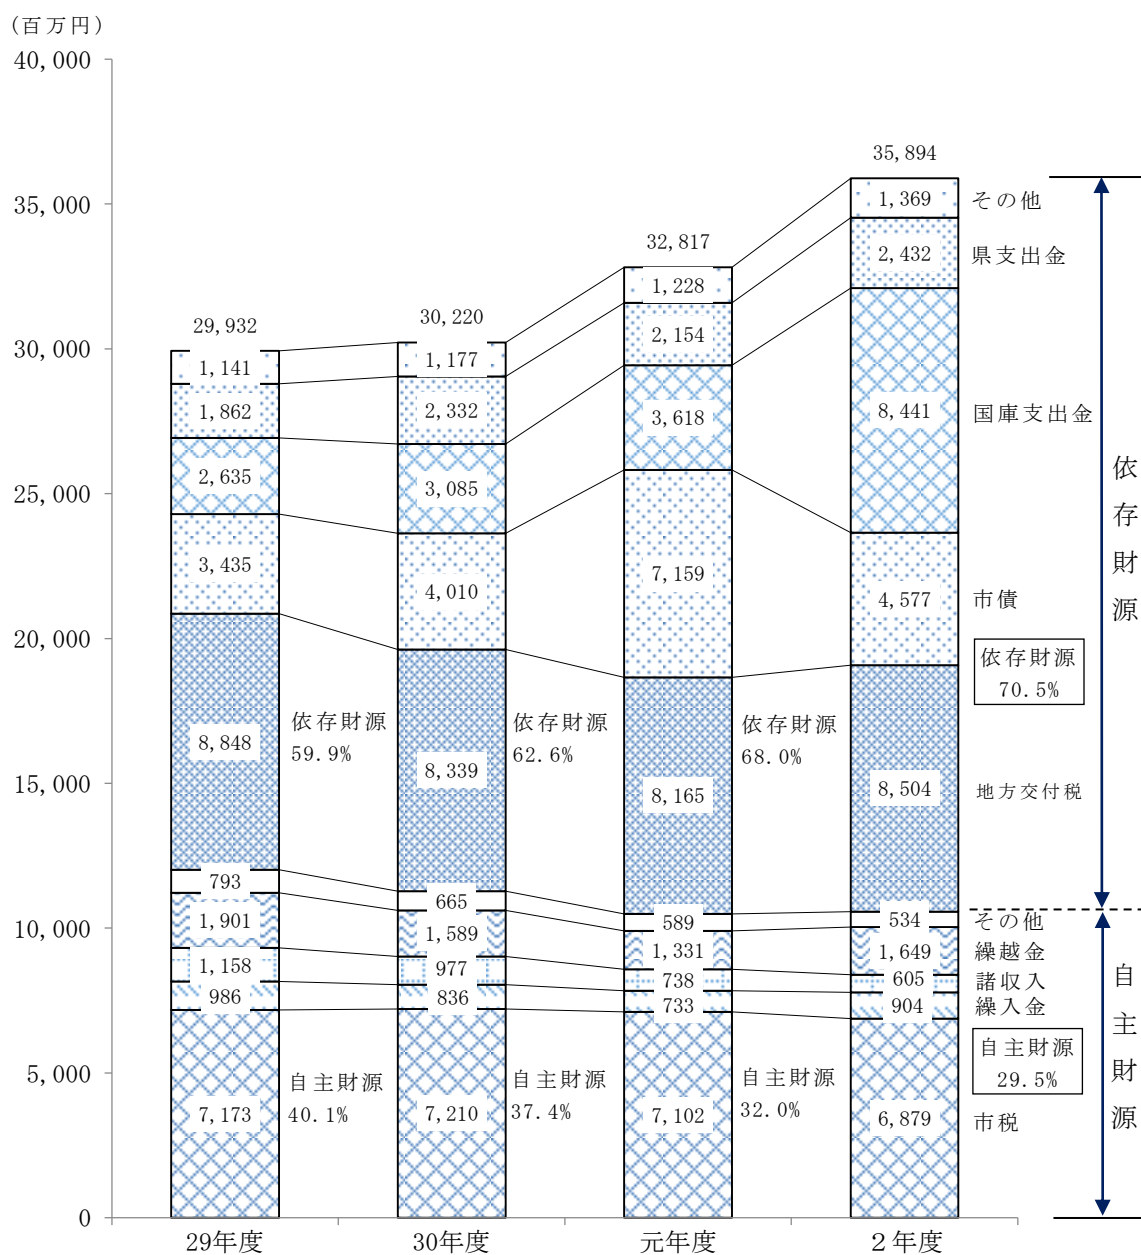 (百万円)
40,000
35,000
30,000
25,000
20,000
15,000
10,000
5,000
0
29,932
1,141
1,862
2,635
3,435
8,848
793
1,901
1,158
986
7,173
依存財源
59.9%
自主財源
40.1%
30,220
1,177
2,332
3,085
4,010
8,339
665
1,589
977
836
7,210
依存財源
62.6%
自主財源
37.4%
32,817
1,228
2,154
3,618
7,159
8,165
589
1,331
738
733
7,102
依存財源
68.0%
自主財源
32.0%
35,894
1,369
2,432
8,441
4,577
8,504
534
1,649
605
904
6,879
その他
県支出金
国庫支出金
市債
依存財源
70.5%
地方交付税
その他
繰越金
諸収入
繰入金
自主財源
29.5%
市税
依存財源
自主財源
29年度
30年度
元年度
２年度